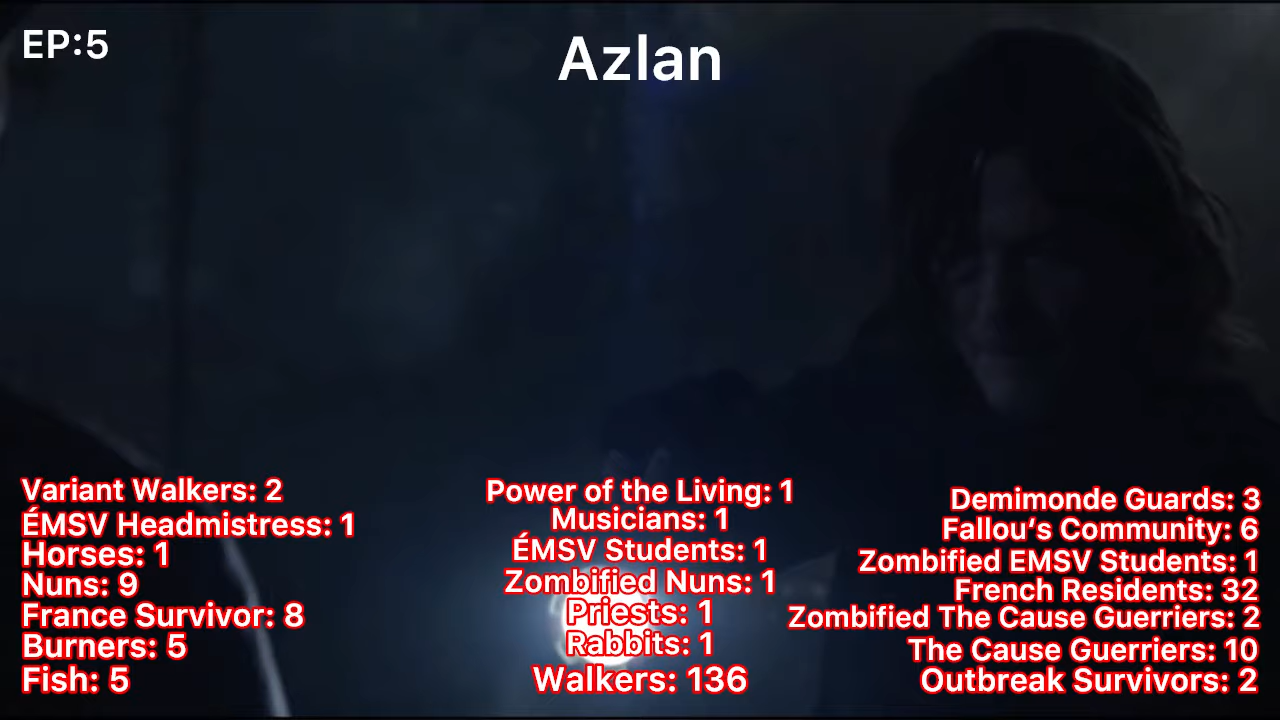 EP:5
Azlan
Variant Walkers: 2
ÉMSV Headmistress: 1
Horses: 1
Nuns: 9
France Survivor: 8
Burners: 5
Fish: 5
Power of the Living: 1
Musicians: 1
ÉMSV Students: 1
Zombified Nuns: 1
Priests: 1
Rabbits: 1
Walkers: 136
Demimonde Guards: 3
Fallou’s Community: 6
Zombified EMSV Students: 1
French Residents: 32
Zombified The Cause Guerriers: 2
The Cause Guerriers: 10
Outbreak Survivors: 2